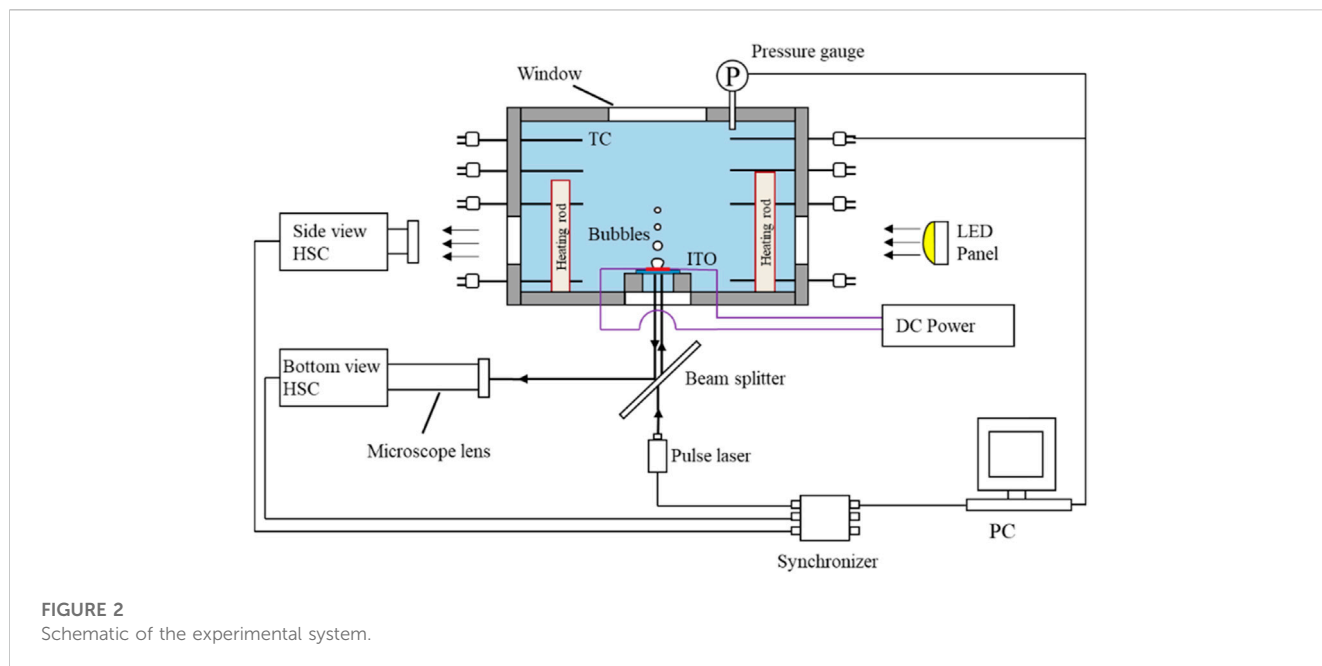 Pressure gauge
Window
P
TC
Heating rod
Heating rod
Side view
HSC
Bubbles
ITO
LED
Panel
DC Power
Bottom view
HSC
Beam splitter
Microscope lens
Pulse laser
PC
Synchronizer
FIGURE 2
Schematic of the experimental system.